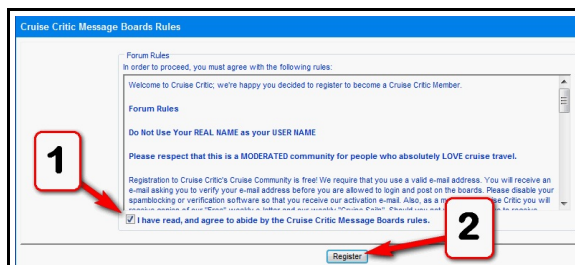 Cruise Critic Message Boards Rules
Forum Rules
In order to proceed, you must agree with the following rules:
Welcome to Cruise Critic; we're happy you decided to register to become a Cruise Critic Member.
Forum Rules
Do Not Use Your REAL NAME as your USER NAME
Please respect that this is a MODERATED community for people who absolutely LOVE cruise travel.
Registration to Cruise Critic's Cruise Community is free! We require that you use a valid e-mail address. You will receive an
e-mail asking you to verify your e-mail address before you are allowed to login and post on the boards. Please disable your
spamblocking or verification software so that you receive our activation e-mail. Also, as a Cruise Critic you will
1
I have read, and agree to abide by the Cruise Critic Message Boards rules.
2
Register